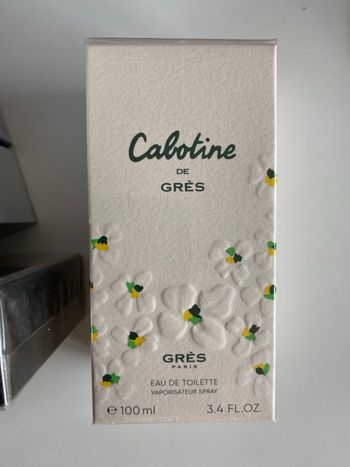 Cabotine
DE
GRÈS
GRÈS
PARIS
EAU DE TOILETTE
VAPORISATEUR SPRAY
℮ 100 ml 3.4 FL.OZ.